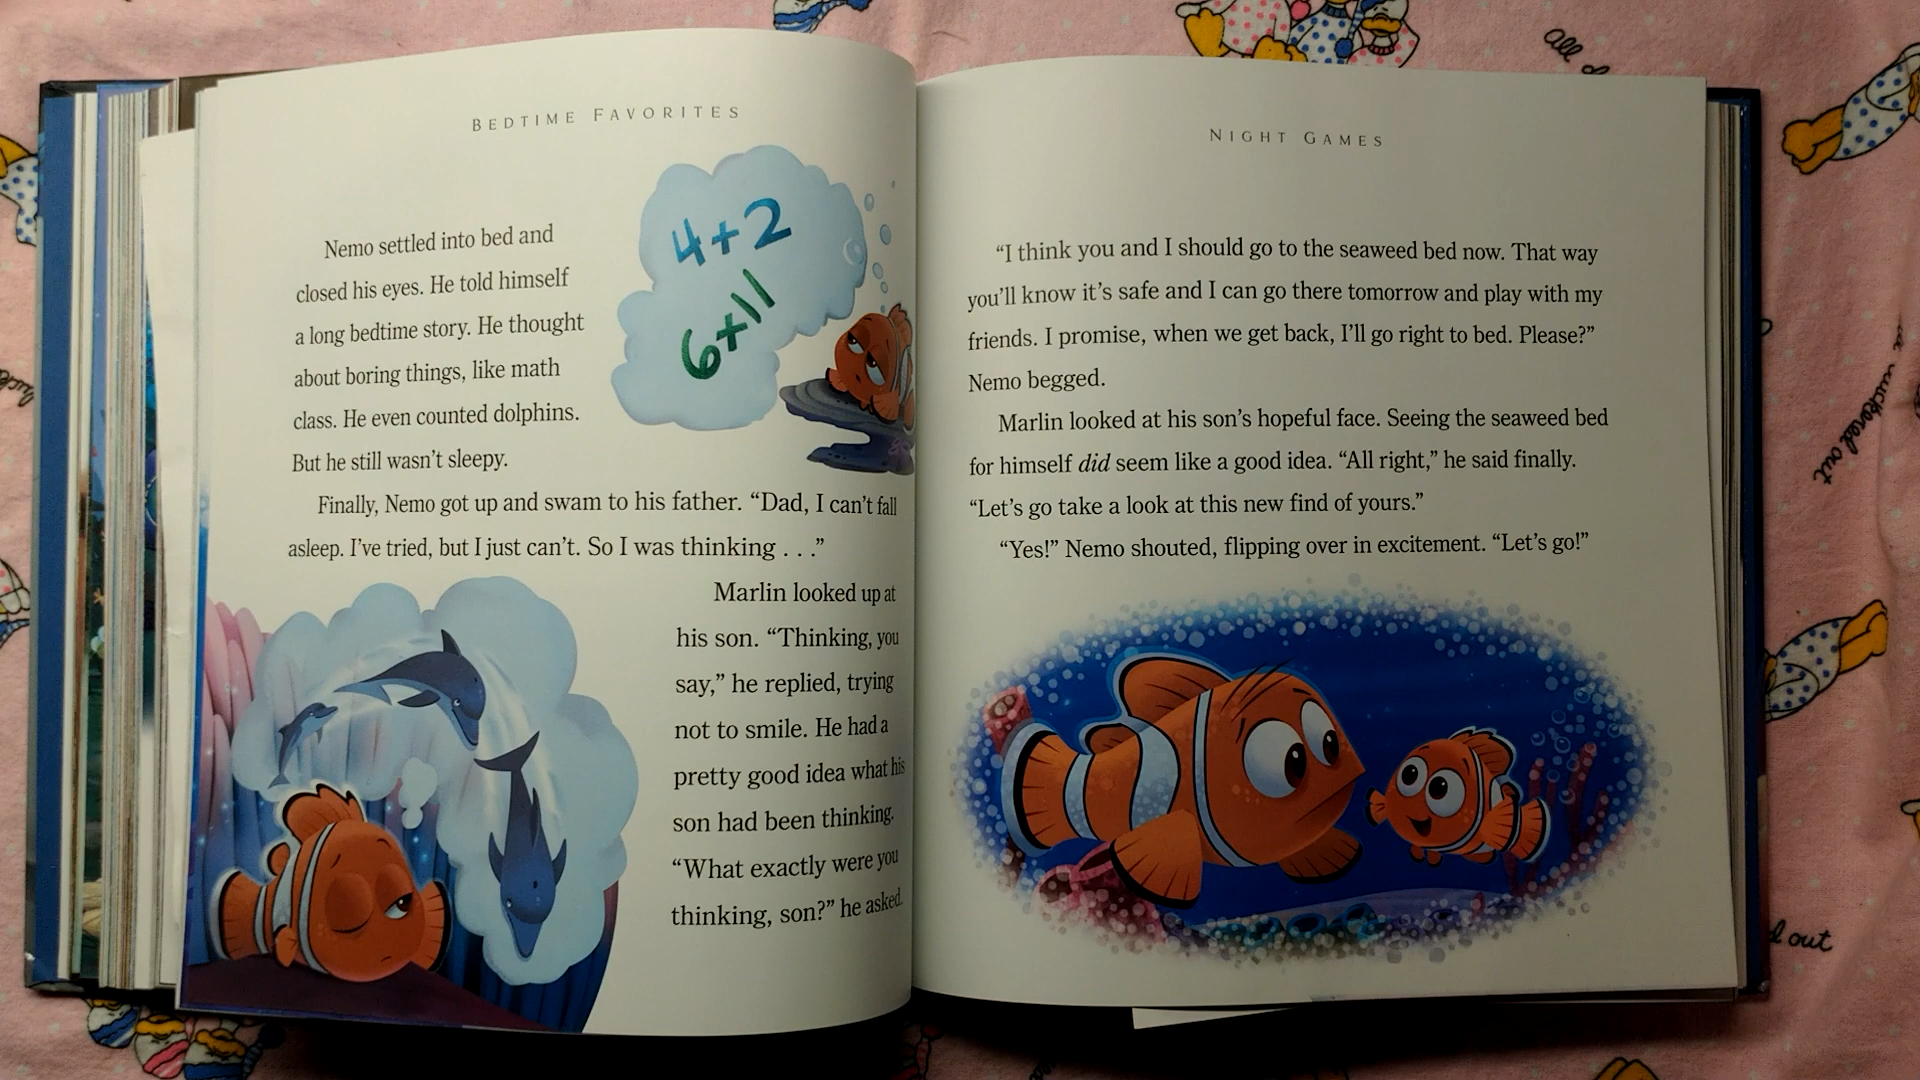 BEDTIME FAVORITES
4+2
6×11
Nemo settled into bed and
closed his eyes. He told himself
a long bedtime story. He thought
about boring things, like math
class. He even counted dolphins.
But he still wasn't sleepy.
Finally, Nemo got up and swam to his father. “Dad, I can't fall
asleep. I've tried, but I just can't. So I was thinking . . .”
Marlin looked up at
his son. “Thinking, you
say,” he replied, trying
not to smile. He had a
pretty good idea what his
son had been thinking.
“What exactly were you
thinking, son?” he asked.
NIGHT GAMES
“I think you and I should go to the seaweed bed now. That way
you'll know it's safe and I can go there tomorrow and play with my
friends. I promise, when we get back, I'll go right to bed. Please?”
Nemo begged.
Marlin looked at his son's hopeful face. Seeing the seaweed bed
for himself did seem like a good idea. “All right,” he said finally.
“Let's go take a look at this new find of yours.”
“Yes!” Nemo shouted, flipping over in excitement. “Let's go!”
all
tuckered out
out